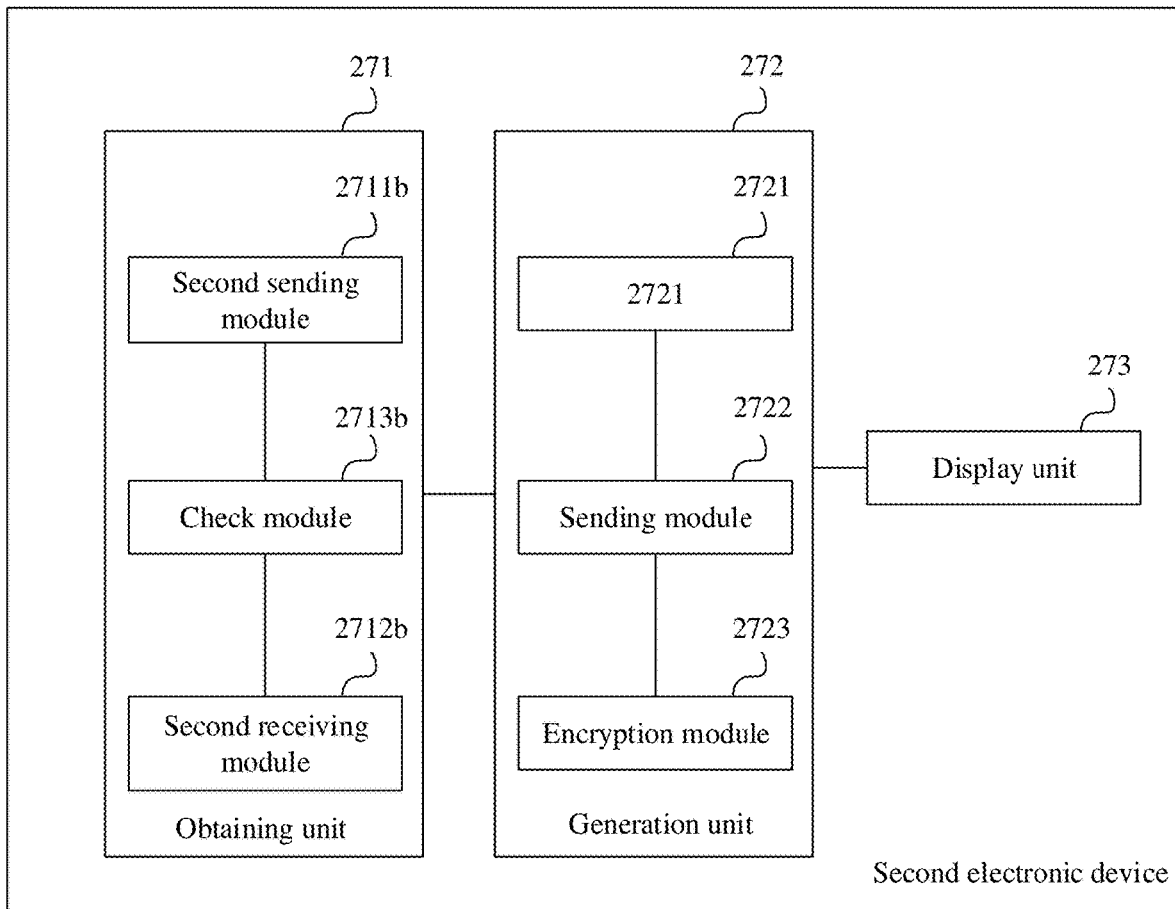 271
272
2711b
2721
Second sending
module
2721
273
2713b
2722
Display unit
Check module
Sending module
2712b
2723
Second receiving
module
Encryption module
Obtaining unit
Generation unit
Second electronic device